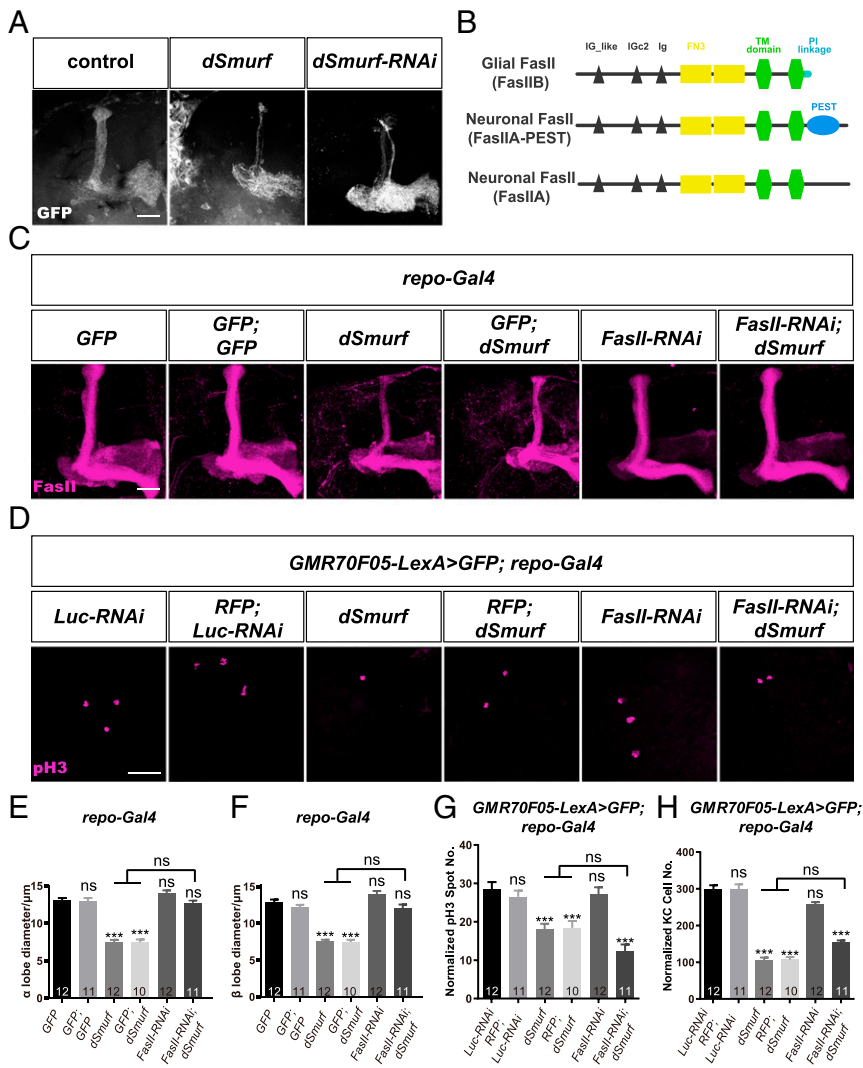 A
control
dSmurf
dSmurf-RNAi
GFP
B
IG_like IGc2 Ig FN3 TM domain PI linkage
Glial FasII
(FasIIB)
PEST
Neuronal FasII
(FasIIA-PEST)
Neuronal FasII
(FasIIA)
C
repo-Gal4
GFP
GFP;
GFP
dSmurf
GFP;
dSmurf
FasII-RNAi
FasII-RNAi;
dSmurf
FasII
D
GMR70F05-LexA>GFP; repo-Gal4
Luc-RNAi
RFP;
Luc-RNAi
dSmurf
RFP;
dSmurf
FasII-RNAi
FasII-RNAi;
dSmurf
pH3
E
repo-Gal4
α lobe diameter/μm
15
10
5
0
ns
ns
***
***
ns
ns
12 11 12 10 12 11
GFP
GFP;
GFP
dSmurf
GFP;
dSmurf
FasII-RNAi
FasII-RNAi;
dSmurf
F
repo-Gal4
β lobe diameter/μm
15
10
5
0
ns
ns
***
***
ns
ns
12 11 12 10 12 11
GFP
GFP;
GFP
dSmurf
GFP;
dSmurf
FasII-RNAi
FasII-RNAi;
dSmurf
G
GMR70F05-LexA>GFP;
repo-Gal4
Normalized pH3 Spot No.
40
30
20
10
0
ns
ns
***
***
ns
***
12 11 12 10 12 11
Luc-RNAi
RFP;
Luc-RNAi
dSmurf
RFP;
dSmurf
FasII-RNAi
FasII-RNAi;
dSmurf
H
GMR70F05-LexA>GFP;
repo-Gal4
Normalized KC Cell No.
400
300
200
100
0
ns
ns
***
***
ns
***
12 11 12 10 12 11
Luc-RNAi
RFP;
Luc-RNAi
dSmurf
RFP;
dSmurf
FasII-RNAi
FasII-RNAi;
dSmurf